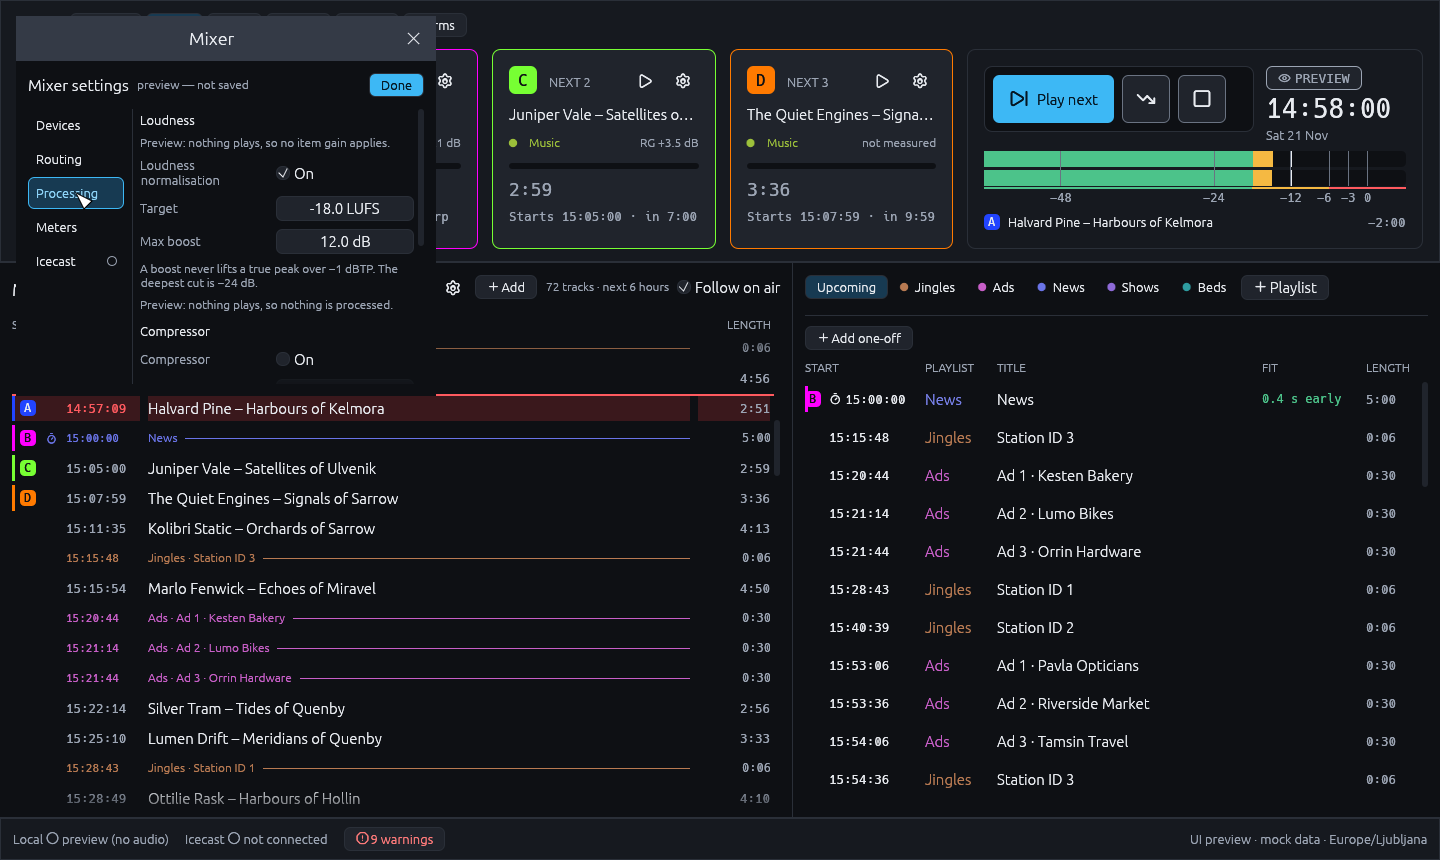 Mixer
Mixer settings preview — not saved Done
Devices
Routing
Processing
Meters
Icecast
Loudness
Preview: nothing plays, so no item gain applies.
Loudness normalisation On
Target -18.0 LUFS
Max boost 12.0 dB
A boost never lifts a true peak over −1 dBTP. The
deepest cut is −24 dB.
Preview: nothing plays, so nothing is processed.
Compressor
Compressor On
rms
1 dB
rp
C NEXT 2
Juniper Vale – Satellites o…
Music RG +3.5 dB
2:59
Starts 15:05:00 · in 7:00
D NEXT 3
The Quiet Engines – Signa…
Music not measured
3:36
Starts 15:07:59 · in 9:59
Play next
PREVIEW
14:58:00
Sat 21 Nov
−48 −24 −12 −6 −3 0
A Halvard Pine – Harbours of Kelmora −2:00
+ Add 72 tracks · next 6 hours Follow on air
LENGTH
0:06
4:56
A 14:57:09 Halvard Pine – Harbours of Kelmora 2:51
B 15:00:00 News 5:00
C 15:05:00 Juniper Vale – Satellites of Ulvenik 2:59
D 15:07:59 The Quiet Engines – Signals of Sarrow 3:36
15:11:35 Kolibri Static – Orchards of Sarrow 4:13
15:15:48 Jingles · Station ID 3 0:06
15:15:54 Marlo Fenwick – Echoes of Miravel 4:50
15:20:44 Ads · Ad 1 · Kesten Bakery 0:30
15:21:14 Ads · Ad 2 · Lumo Bikes 0:30
15:21:44 Ads · Ad 3 · Orrin Hardware 0:30
15:22:14 Silver Tram – Tides of Quenby 2:56
15:25:10 Lumen Drift – Meridians of Quenby 3:33
15:28:43 Jingles · Station ID 1 0:06
15:28:49 Ottilie Rask – Harbours of Hollin 4:10
Upcoming Jingles Ads News Shows Beds + Playlist
+ Add one-off
START PLAYLIST TITLE FIT LENGTH
B 15:00:00 News News 0.4 s early 5:00
15:15:48 Jingles Station ID 3 0:06
15:20:44 Ads Ad 1 · Kesten Bakery 0:30
15:21:14 Ads Ad 2 · Lumo Bikes 0:30
15:21:44 Ads Ad 3 · Orrin Hardware 0:30
15:28:43 Jingles Station ID 1 0:06
15:40:39 Jingles Station ID 2 0:06
15:53:06 Ads Ad 1 · Pavla Opticians 0:30
15:53:36 Ads Ad 2 · Riverside Market 0:30
15:54:06 Ads Ad 3 · Tamsin Travel 0:30
15:54:36 Jingles Station ID 3 0:06
Local preview (no audio) Icecast not connected 9 warnings
UI preview · mock data · Europe/Ljubljana